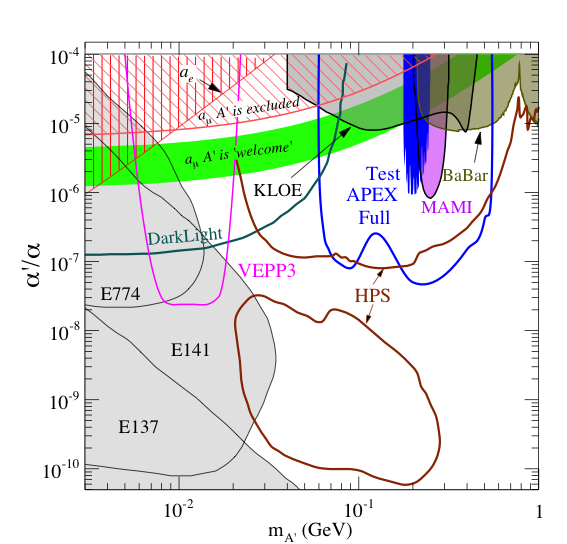 10-4
10-5
10-6
10-7
10-8
10-9
10-10
α'/α
a_e
a_μ A' is excluded
a_μ A' is 'welcome'
KLOE
Test
APEX
Full
BaBar
MAMI
DarkLight
VEPP3
HPS
E774
E141
E137
10-2
10-1
1
m_A' (GeV)